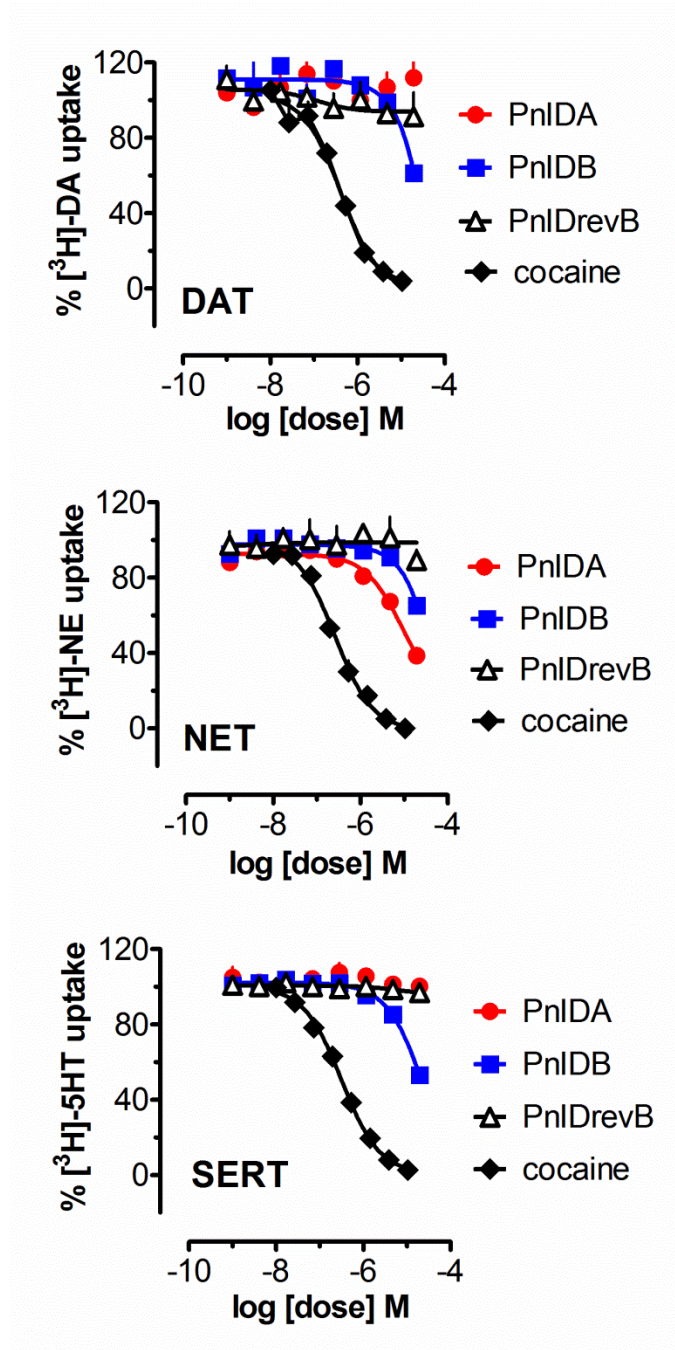 % [³H]-DA uptake
120
80
40
0
DAT
PnIDA
PnIDB
PnIDrevB
cocaine
-10 -8 -6 -4
log [dose] M
% [³H]-NE uptake
120
80
40
0
NET
PnIDA
PnIDB
PnIDrevB
cocaine
-10 -8 -6 -4
log [dose] M
% [³H]-5HT uptake
120
80
40
0
SERT
PnIDA
PnIDB
PnIDrevB
cocaine
-10 -8 -6 -4
log [dose] M